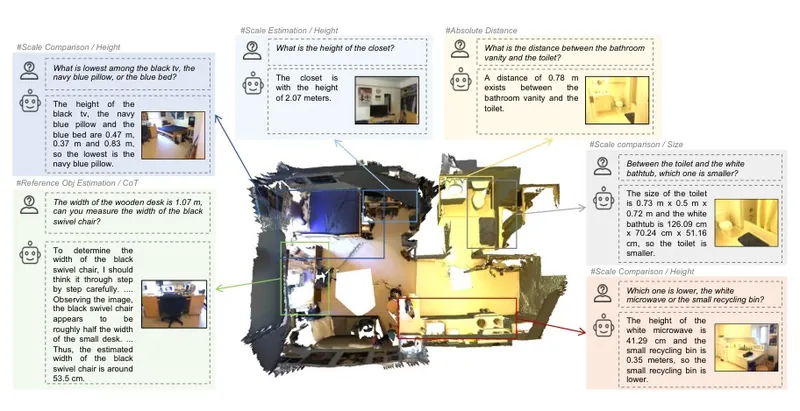 #Scale Comparison / Height
What is lowest among the black tv, the
navy blue pillow, or the blue bed?
The height of the
black tv, the navy
blue pillow and the
blue bed are 0.47 m,
0.37 m and 0.83 m,
so the lowest is the
navy blue pillow.
#Reference Obj Estimation / CoT
The width of the wooden desk is 1.07 m,
can you measure the width of the black
swivel chair?
To determine the
width of the black
swivel chair, I should
think it through step
by step carefully. ....
Observing the image,
the black swivel chair
appears to be
roughly half the width
of the small desk. ...
Thus, the estimated
width of the black
swivel chair is around
53.5 cm.
#Scale Estimation / Height
What is the height of the closet?
The closet is
with the height
of 2.07 meters.
#Absolute Distance
What is the distance between the bathroom
vanity and the toilet?
A distance of 0.78 m
exists between the
bathroom vanity and the
toilet.
#Scale comparison / Size
Between the toilet and the white
bathtub, which one is smaller?
The size of the toilet
is 0.73 m x 0.5 m x
0.72 m and the white
bathtub is 126.09 cm
x 70.24 cm x 51.16
cm, so the toilet is
smaller.
#Scale Comparison / Height
Which one is lower, the white
microwave or the small recycling bin?
The height of the
white microwave is
41.29 cm and the
small recycling bin is
0.35 meters, so the
small recycling bin is
lower.